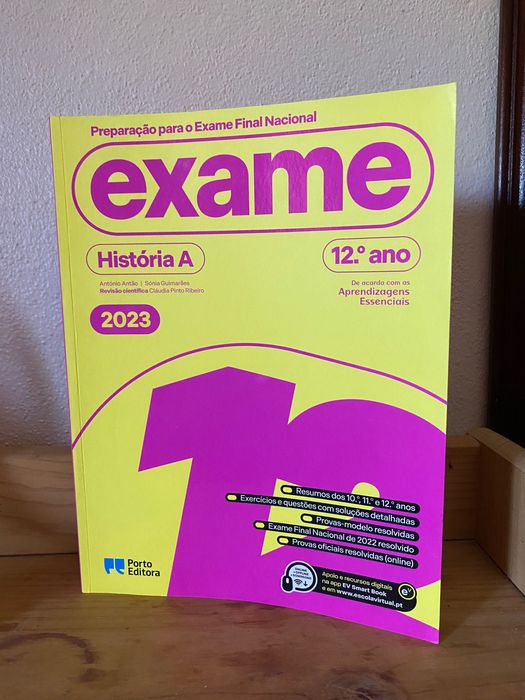 Preparação para o Exame Final Nacional
exame
História A
12.º ano
António Antão | Sónia Guimarães
Revisão científica Cláudia Pinto Ribeiro
De acordo com as
Aprendizagens
Essenciais
2023
12
Resumos dos 10.º, 11.º e 12.º anos
Exercícios e questões com soluções detalhadas
Provas-modelo resolvidas
Exame Final Nacional de 2022 resolvido
Provas oficiais resolvidas (online)
Porto
Editora
Apoio e recursos digitais
na app EV Smart Book
e em www.escolavirtual.pt